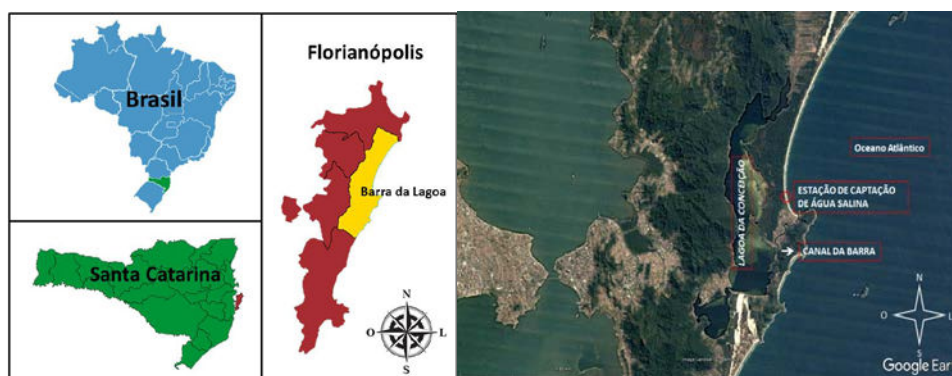 Brasil
Santa Catarina
Florianópolis
Barra da Lagoa
N
O
L
S
LAGOA DA CONCEIÇÃO
Oceano Atlântico
ESTAÇÃO DE CAPTAÇÃO
DE ÁGUA SALINA
CANAL DA BARRA
N
O
L
S
Google Ear